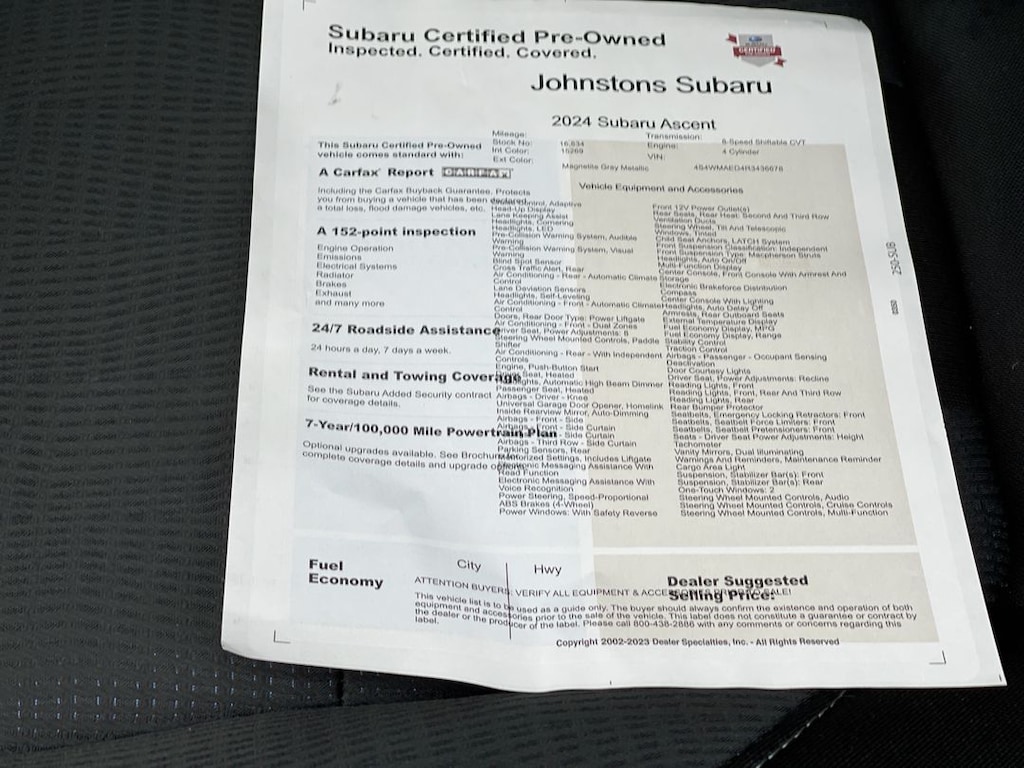 Subaru Certified Pre-Owned
Inspected. Certified. Covered.
CERTIFIED
Johnstons Subaru
2024 Subaru Ascent
Mileage: 16,834
Stock No: 15269
Int Color:
Ext Color: Magnetite Gray Metallic
Transmission: 8-Speed Shiftable CVT
Engine: 4 Cylinder
VIN: 4S4WMAED4R3436676
This Subaru Certified Pre-Owned
vehicle comes standard with:
A Carfax Report CARFAX
Including the Carfax Buyback Guarantee. Protects
you from buying a vehicle that has been declared
a total loss, flood damage vehicles, etc.
A 152-point inspection
Engine Operation
Emissions
Electrical Systems
Radiator
Brakes
Exhaust
and many more
24/7 Roadside Assistance
24 hours a day, 7 days a week.
Rental and Towing Coverage
See the Subaru Added Security contract
for coverage details.
7-Year/100,000 Mile Powertrain Plan
Optional upgrades available. See Brochure
complete coverage details and upgrade options.
Vehicle Equipment and Accessories
Control, Adaptive
Head-Up Display
Lane Keeping Assist
Headlights, Cornering
Headlights, LED
Pre-Collision Warning System, Audible
Warning
Pre-Collision Warning System, Visual
Warning
Blind Spot Sensor
Cross Traffic Alert, Rear
Air Conditioning - Rear - Automatic Climate
Control
Lane Deviation Sensors
Headlights, Self-Leveling
Air Conditioning - Front - Automatic Climate
Control
Doors, Rear Door Type: Power Liftgate
Air Conditioning - Front - Dual Zones
Driver Seat, Power Adjustments: 8
Steering Wheel Mounted Controls, Paddle
Shifter
Air Conditioning - Rear - With Independent
Controls
Engine, Push-Button Start
Driver Seat, Heated
Headlights, Automatic High Beam Dimmer
Passenger Seat, Heated
Airbags - Driver - Knee
Universal Garage Door Opener, Homelink
Inside Rearview Mirror, Auto-Dimming
Airbags - Front - Side
Airbags - Front - Side Curtain
Airbags - Rear - Side Curtain
Airbags - Third Row - Side Curtain
Parking Sensors, Rear
Motorized Settings, Includes Liftgate
Electronic Messaging Assistance With
Read Function
Electronic Messaging Assistance With
Voice Recognition
Power Steering, Speed-Proportional
ABS Brakes (4-Wheel)
Power Windows: With Safety Reverse
Front 12V Power Outlet(s)
Rear Seats, Rear Heat: Second And Third Row
Ventilation Ducts
Steering Wheel, Tilt And Telescopic
Windows, Tinted
Child Seat Anchors, LATCH System
Front Suspension Classification: Independent
Front Suspension Type: Macpherson Struts
Headlights, Auto On/Off
Multi-Function Display
Center Console, Front Console With Armrest And
Storage
Electronic Brakeforce Distribution
Compass
Center Console With Lighting
Headlights, Auto Delay Off
Armrests, Rear Outboard Seats
External Temperature Display
Fuel Economy Display, MPG
Fuel Economy Display, Range
Stability Control
Traction Control
Airbags - Passenger - Occupant Sensing
Deactivation
Door Courtesy Lights
Driver Seat, Power Adjustments: Recline
Reading Lights, Front
Reading Lights, Front, Rear And Third Row
Reading Lights, Rear
Rear Bumper Protector
Seatbelts, Emergency Locking Retractors: Front
Seatbelts, Seatbelt Force Limiters: Front
Seatbelts, Seatbelt Pretensioners: Front
Seats - Driver Seat Power Adjustments: Height
Tachometer
Vanity Mirrors, Dual Illuminating
Warnings And Reminders, Maintenance Reminder
Cargo Area Light
Suspension, Stabilizer Bar(s): Front
Suspension, Stabilizer Bar(s): Rear
One-Touch Windows: 2
Steering Wheel Mounted Controls, Audio
Steering Wheel Mounted Controls, Cruise Controls
Steering Wheel Mounted Controls, Multi-Function
250-SUB
Fuel
Economy
City
Hwy
Dealer Suggested
Selling Price:
ATTENTION BUYERS: VERIFY ALL EQUIPMENT & ACCESSORIES PRIOR TO SALE!
This vehicle list is to be used as a guide only. The buyer should always confirm the existence and operation of both
equipment and accessories prior to the sale of the vehicle. This label does not constitute a guarantee or contract by
the dealer or the producer of the label. Please call 800-438-2886 with any comments or concerns regarding this
label.
Copyright 2002-2023 Dealer Specialties, Inc. - All Rights Reserved